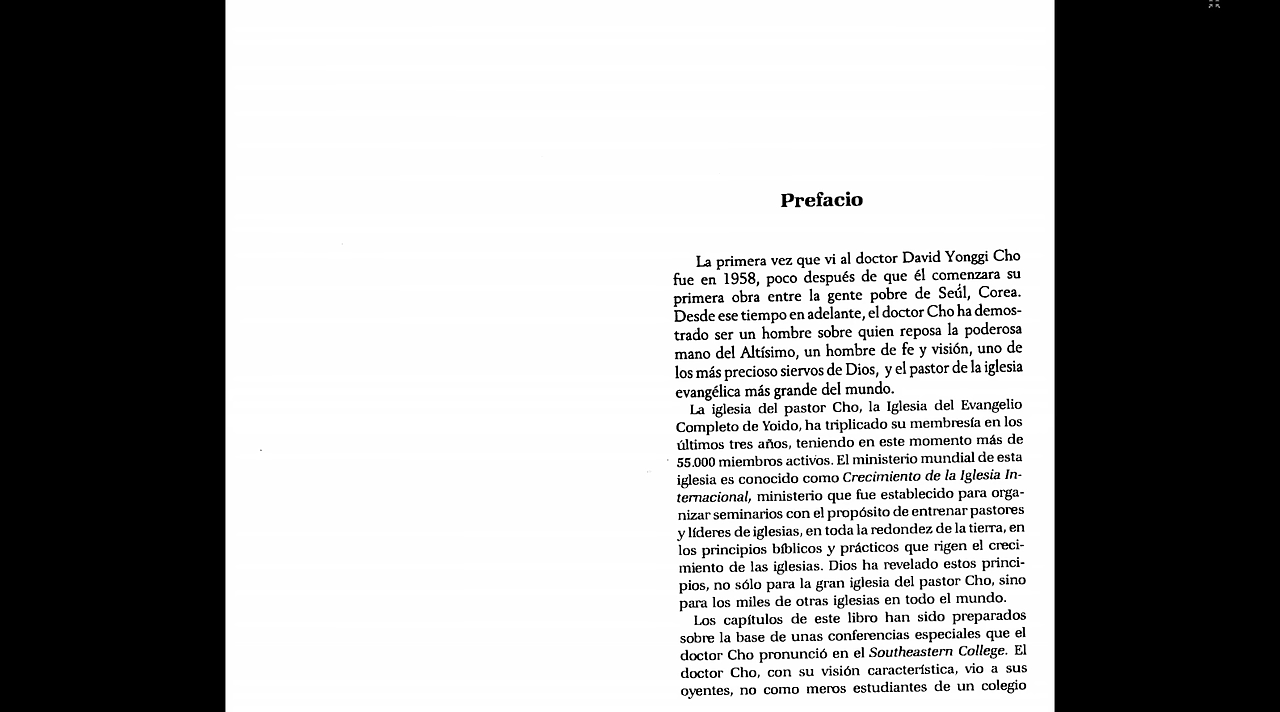 Prefacio
La primera vez que vi al doctor David Yonggi Cho
fue en 1958, poco después de que él comenzara su
primera obra entre la gente pobre de Seúl, Corea.
Desde ese tiempo en adelante, el doctor Cho ha demos-
trado ser un hombre sobre quien reposa la poderosa
mano del Altísimo, un hombre de fe y visión, uno de
los más precioso siervos de Dios, y el pastor de la iglesia
evangélica más grande del mundo.
La iglesia del pastor Cho, la Iglesia del Evangelio
Completo de Yoido, ha triplicado su membresía en los
últimos tres años, teniendo en este momento más de
55.000 miembros activos. El ministerio mundial de esta
iglesia es conocido como Crecimiento de la Iglesia In-
ternacional, ministerio que fue establecido para orga-
nizar seminarios con el propósito de entrenar pastores
y líderes de iglesias, en toda la redondez de la tierra, en
los principios bíblicos y prácticos que rigen el creci-
miento de las iglesias. Dios ha revelado estos princi-
pios, no sólo para la gran iglesia del pastor Cho, sino
para los miles de otras iglesias en todo el mundo.
Los capítulos de este libro han sido preparados
sobre la base de unas conferencias especiales que el
doctor Cho pronunció en el Southeastern College. El
doctor Cho, con su visión característica, vio a sus
oyentes, no como meros estudiantes de un colegio